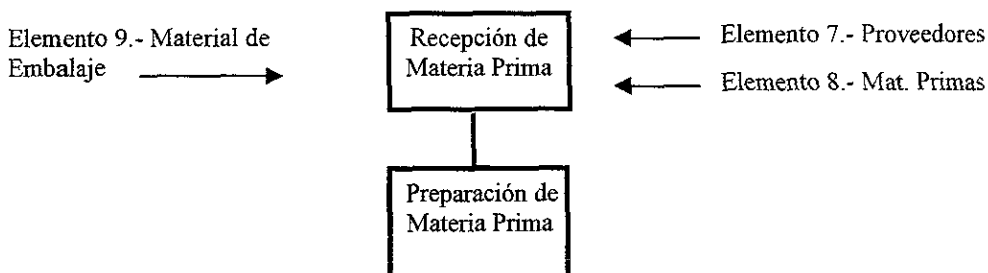 Elemento 9.- Material de
Embalaje
Recepción de
Materia Prima
Elemento 7.- Proveedores
Elemento 8.- Mat. Primas
Preparación de
Materia Prima